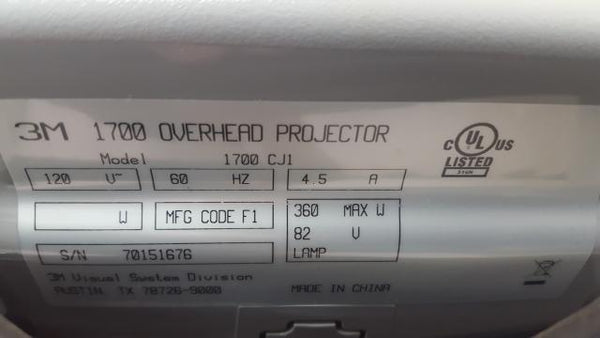 3M 1700 OVERHEAD PROJECTOR
Model 1700 CJ1
C UL US
LISTED
120 V~ 60 HZ 4.5 A
W MFG CODE F1 360 MAX W
82 V
LAMP
S/N 70151676
3M Visual System Division
AUSTIN, TX 78726-9000 MADE IN CHINA